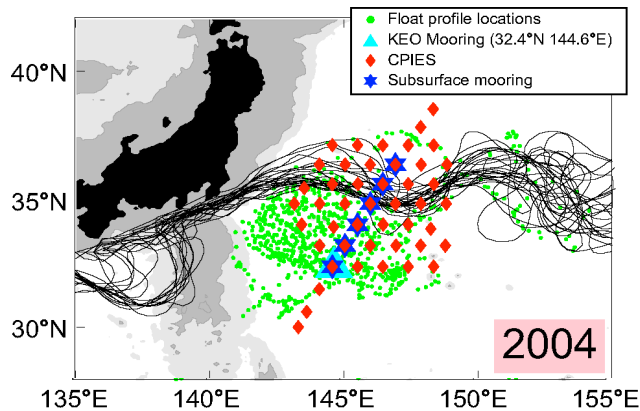 Float profile locations
KEO Mooring (32.4°N 144.6°E)
CPIES
Subsurface mooring
40°N
35°N
30°N
2004
135°E 140°E 145°E 150°E 155°E